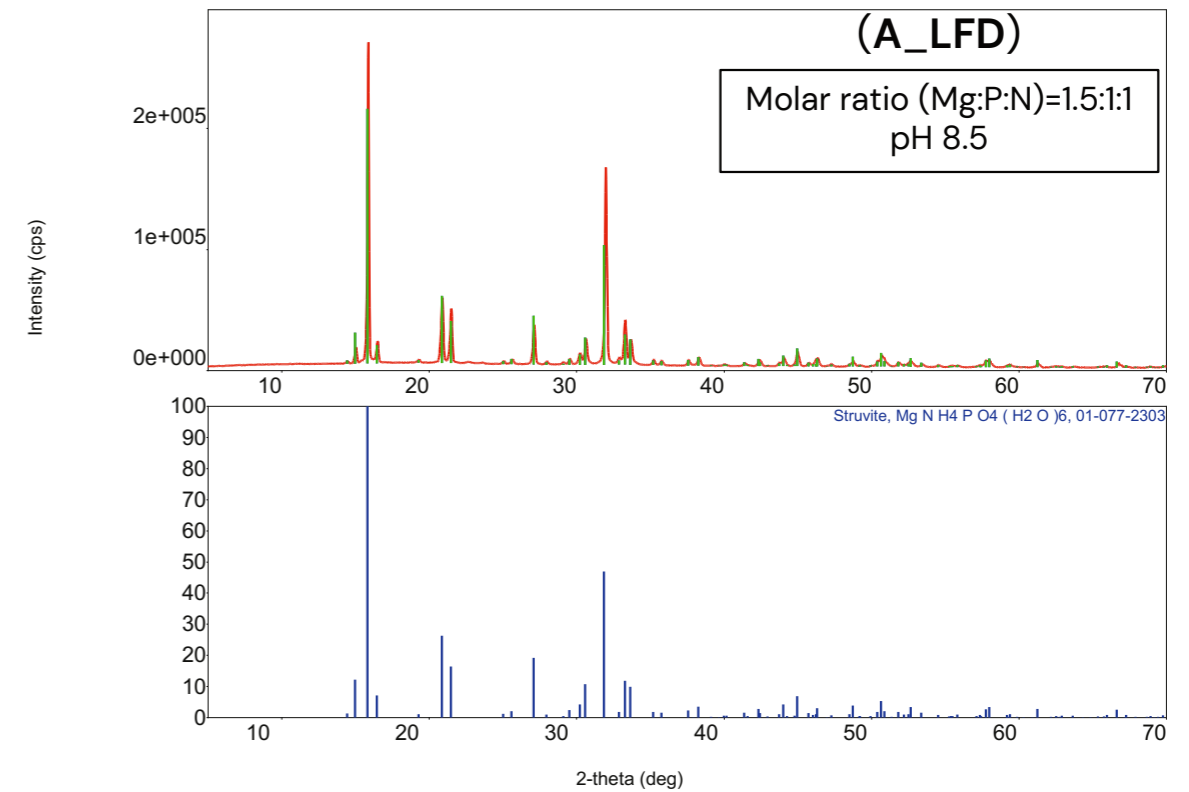 (A_LFD)
Molar ratio (Mg:P:N)=1.5:1:1
pH 8.5
Intensity (cps)
2e+005
1e+005
0e+000
10 20 30 40 50 60 70
Struvite, Mg N H4 P O4 ( H2 O )6, 01-077-2303
100
90
80
70
60
50
40
30
20
10
0
10 20 30 40 50 60 70
2-theta (deg)